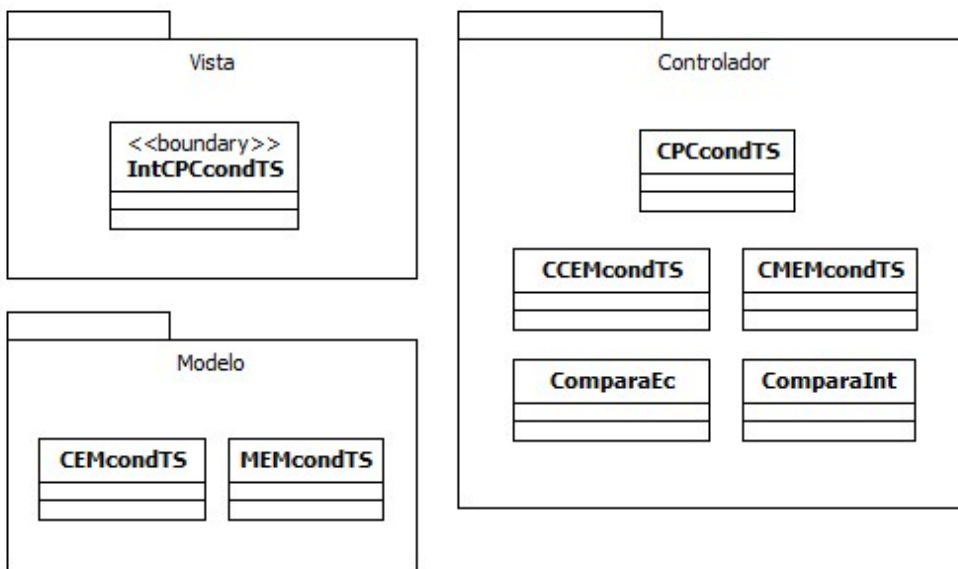 Vista
<<boundary>>
IntCPCcondTS
Modelo
CEMcondTS
MEMcondTS
Controlador
CPCcondTS
CCEMcondTS
CMEMcondTS
ComparaEc
ComparaInt